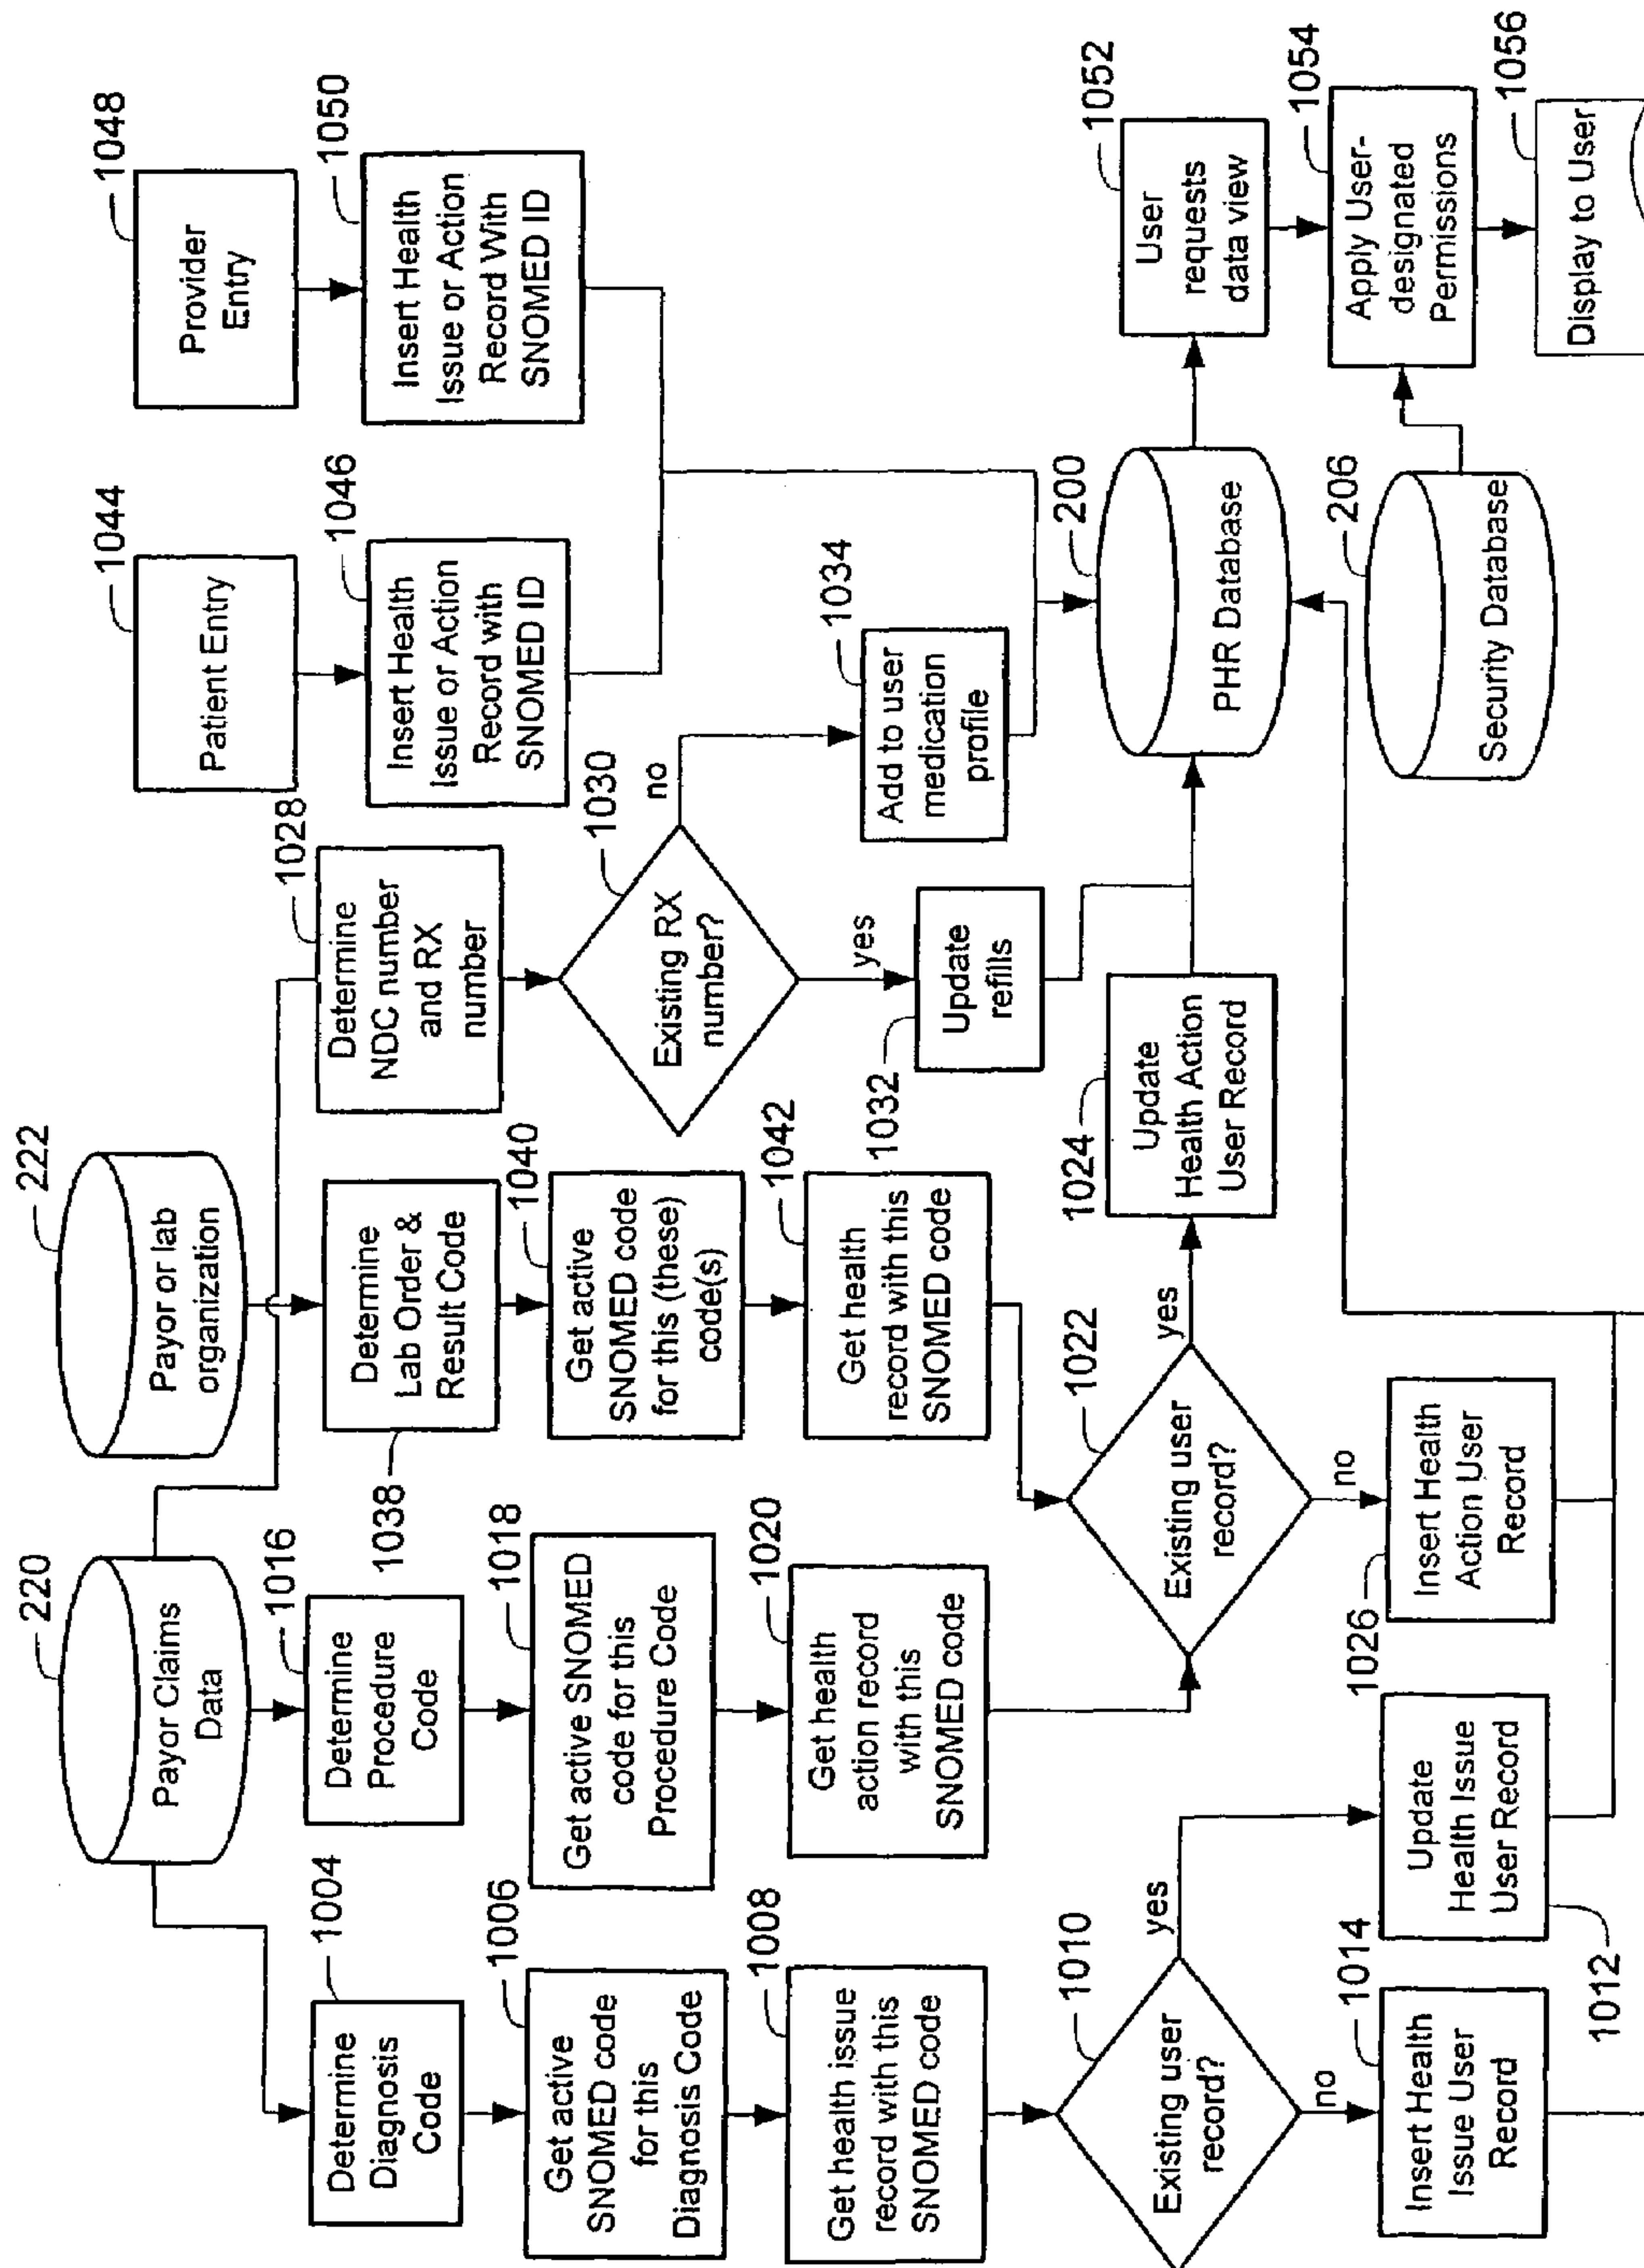 220
Payor Claims
Data
222
Payor or lab
organization
1044
Patient Entry
1048
Provider
Entry
1004
Determine
Diagnosis
Code
1016
Determine
Procedure
Code
1038
Determine
Lab Order &
Result Code
1028
Determine
NDC number
and RX
number
1046
Insert Health
Issue or Action
Record with
SNOMED ID
1050
Insert Health
Issue or Action
Record With
SNOMED ID
1006
Get active
SNOMED code
for this
Diagnosis Code
1018
Get active SNOMED
code for this
Procedure Code
1040
Get active
SNOMED code
for this (these)
code(s)
1030
Existing RX
number?
no
yes
1008
Get health issue
record with this
SNOMED code
1020
Get health
action record
with this
SNOMED code
1042
Get health
record with this
SNOMED code
1032
Update
refills
1034
Add to user
medication
profile
1010
Existing user
record?
yes
no
1022
Existing user
record?
yes
no
1024
Update
Health Action
User Record
200
PHR Database
1052
User
requests
data view
1014
Insert Health
Issue User
Record
1012
Update
Health Issue
User Record
1026
Insert Health
Action User
Record
206
Security Database
1054
Apply User-
designated
Permissions
1056
Display to User